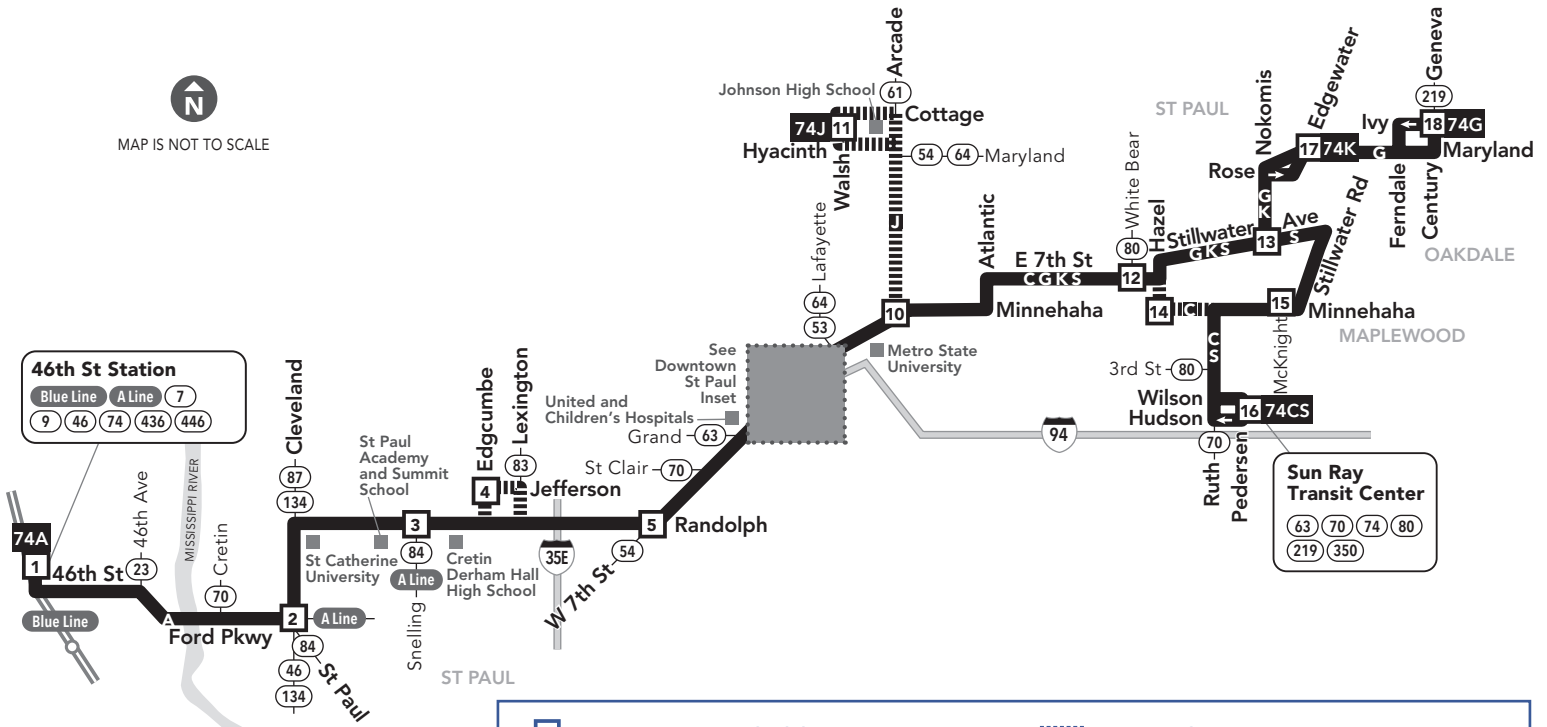 N
MAP IS NOT TO SCALE
46th St Station
Blue Line A Line 7
9 46 74 436 446
74A
1
46th St
Blue Line
23
46th Ave
MISSISSIPPI RIVER
A
70
Cretin
Ford Pkwy
2
A Line
84
St Paul
46
134
Cleveland
87
134
St Catherine
University
St Paul
Academy
and Summit
School
3
84
A Line
Snelling
Cretin
Derham Hall
High School
ST PAUL
Edgcumbe
4
Lexington
83
Jefferson
35E
W 7th St
54
5
Randolph
St Clair
70
Grand
63
United and
Children's Hospitals
See
Downtown
St Paul
Inset
Metro State
University
94
64
53
Lafayette
10
J
Johnson High School
61
Arcade
Cottage
74J
11
Hyacinth
Walsh
54 64 Maryland
Atlantic
Minnehaha
E 7th St
C G K S
12
80
White Bear
Hazel
14
C
Stillwater Ave
G K S
13
S
Stillwater Rd
G
K
Rose
Nokomis
Edgewater
17
74K
G
Ivy
18
74G
219
Geneva
Maryland
Ferndale
Century
ST PAUL
OAKDALE
15
Minnehaha
MAPLEWOOD
McKnight
C
S
3rd St
80
Wilson
Hudson
16
74CS
70
Ruth
Pedersen
Sun Ray
Transit Center
63 70 74 80
219 350